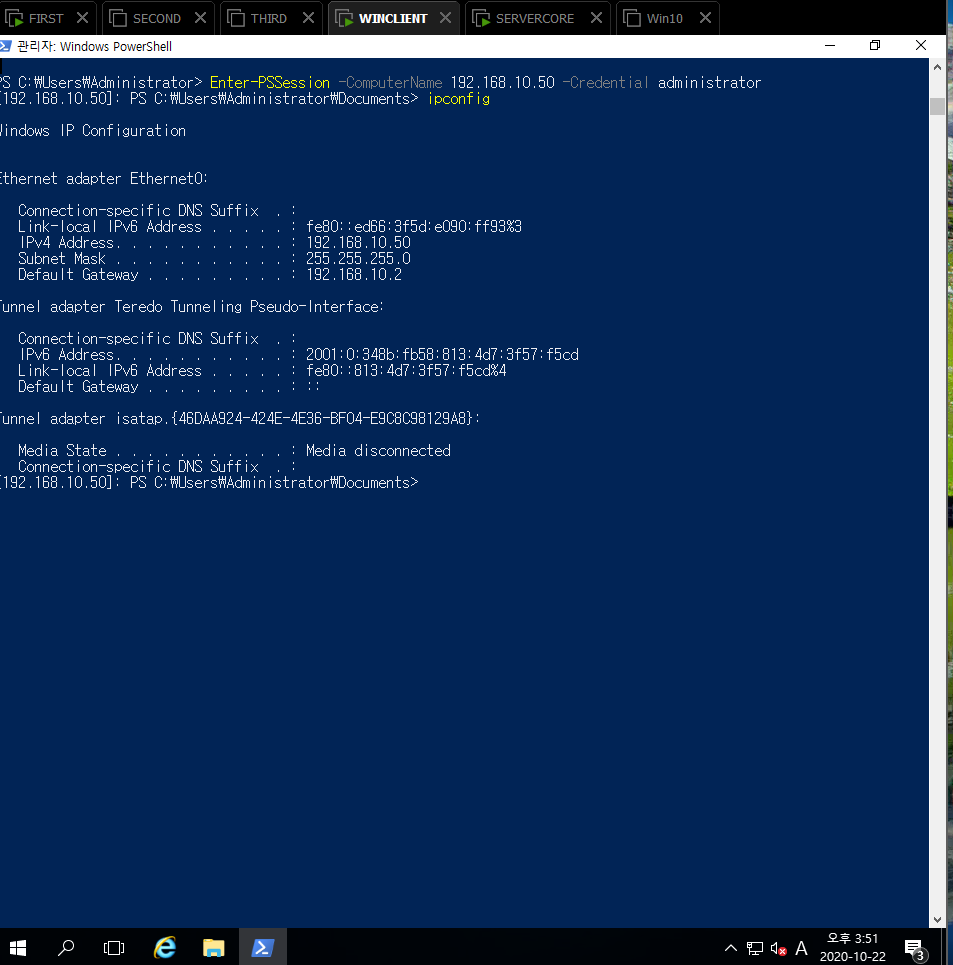 FIRST SECOND THIRD WINCLIENT SERVERCORE Win10
관리자: Windows PowerShell
PS C:₩Users₩Administrator> Enter-PSSession -ComputerName 192.168.10.50 -Credential administrator
[192.168.10.50]: PS C:₩Users₩Administrator₩Documents> ipconfig
Windows IP Configuration
Ethernet adapter Ethernet0:
Connection-specific DNS Suffix . :
Link-local IPv6 Address . . . . . : fe80::ed66:3f5d:e090:ff93%3
IPv4 Address. . . . . . . . . . . : 192.168.10.50
Subnet Mask . . . . . . . . . . . : 255.255.255.0
Default Gateway . . . . . . . . . : 192.168.10.2
Tunnel adapter Teredo Tunneling Pseudo-Interface:
Connection-specific DNS Suffix . :
IPv6 Address. . . . . . . . . . . : 2001:0:348b:fb58:813:4d7:3f57:f5cd
Link-local IPv6 Address . . . . . : fe80::813:4d7:3f57:f5cd%4
Default Gateway . . . . . . . . . : ::
Tunnel adapter isatap.{46DAA924-424E-4E36-BF04-E9C8C98129A8}:
Media State . . . . . . . . . . . : Media disconnected
Connection-specific DNS Suffix . :
[192.168.10.50]: PS C:₩Users₩Administrator₩Documents>
A
오후 3:51
2020-10-22
3